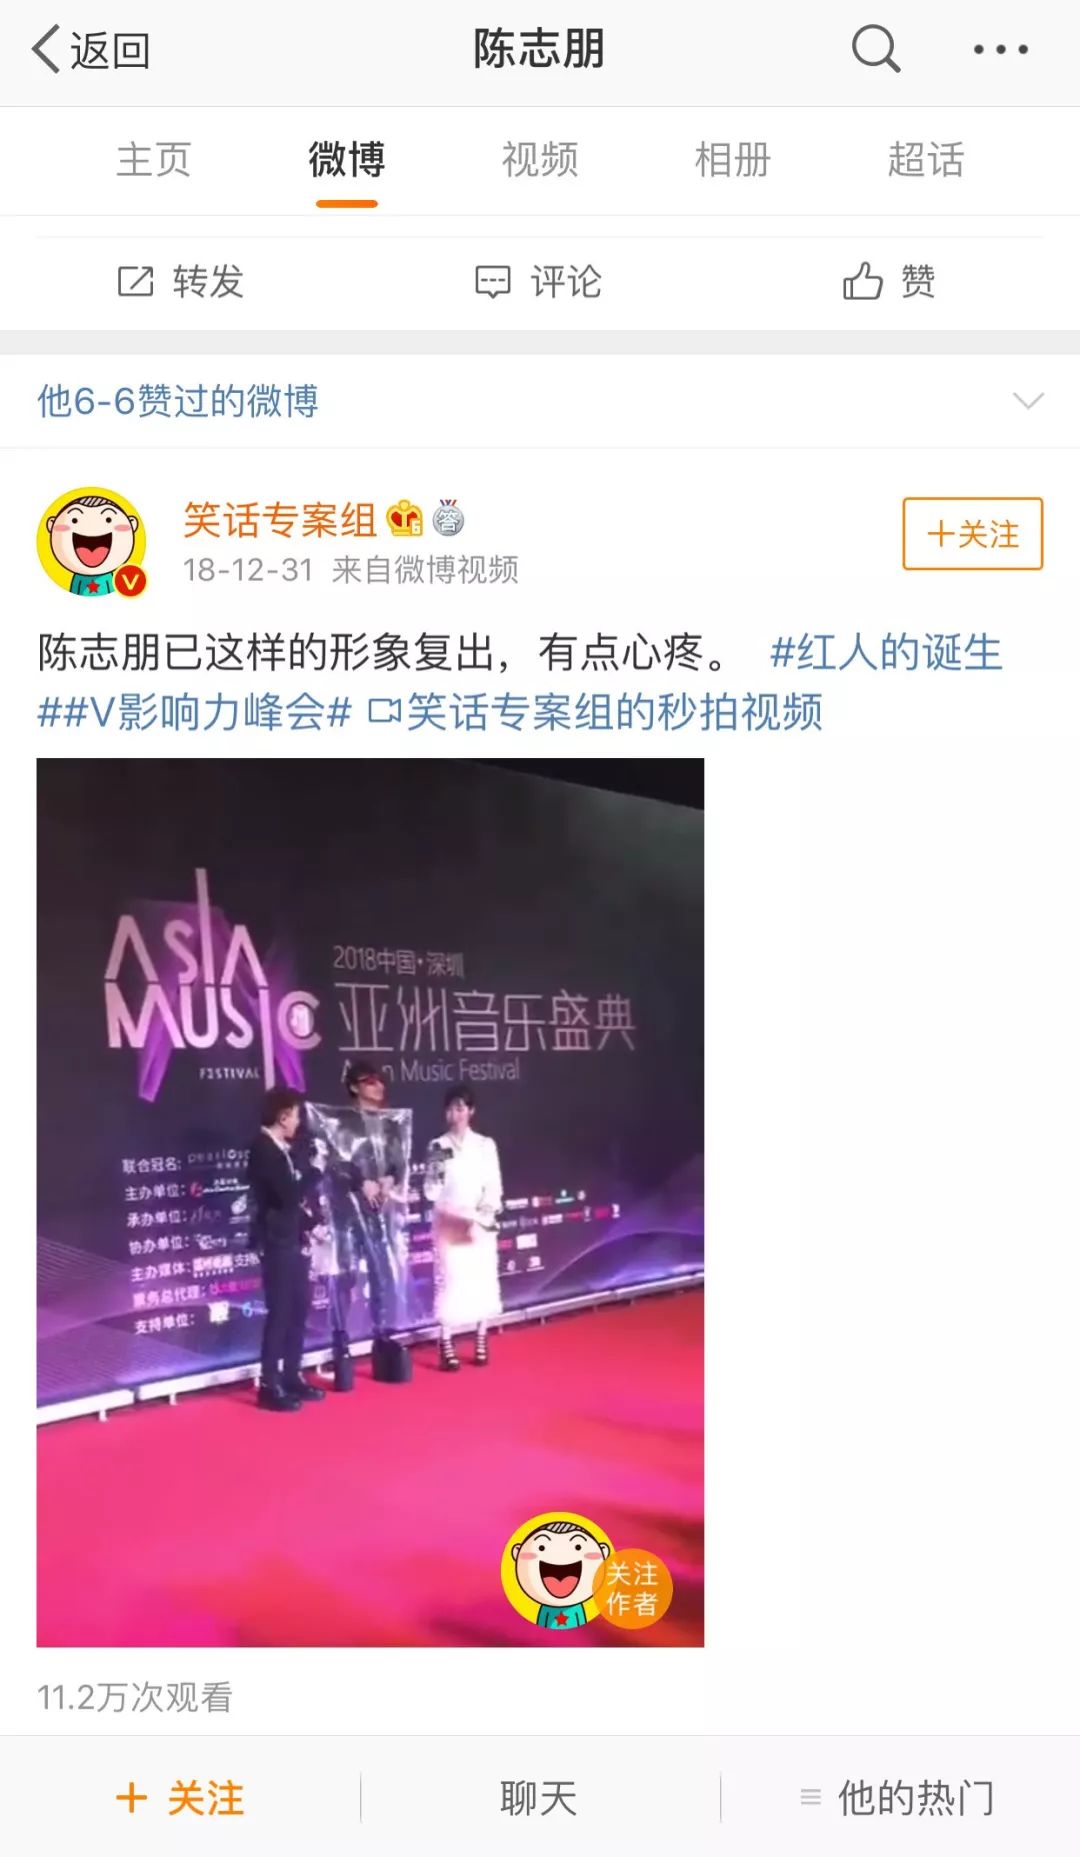 返回
陈志朋
主页 微博 视频 相册 超话
转发 评论 赞
他6-6赞过的微博
笑话专案组
答
+关注
18-12-31 来自微博视频
陈志朋已这样的形象复出，有点心疼。 #红人的诞生
##V影响力峰会# 笑话专案组的秒拍视频
ASIA
MUSIC
FESTIVAL
2018中国·深圳
亚洲音乐盛典
Music Festival
联合冠名:
主办单位:
承办单位:
协办单位:
主办媒体:
票务总代理:
支持单位:
关注
作者
11.2万次观看
+ 关注 聊天 他的热门